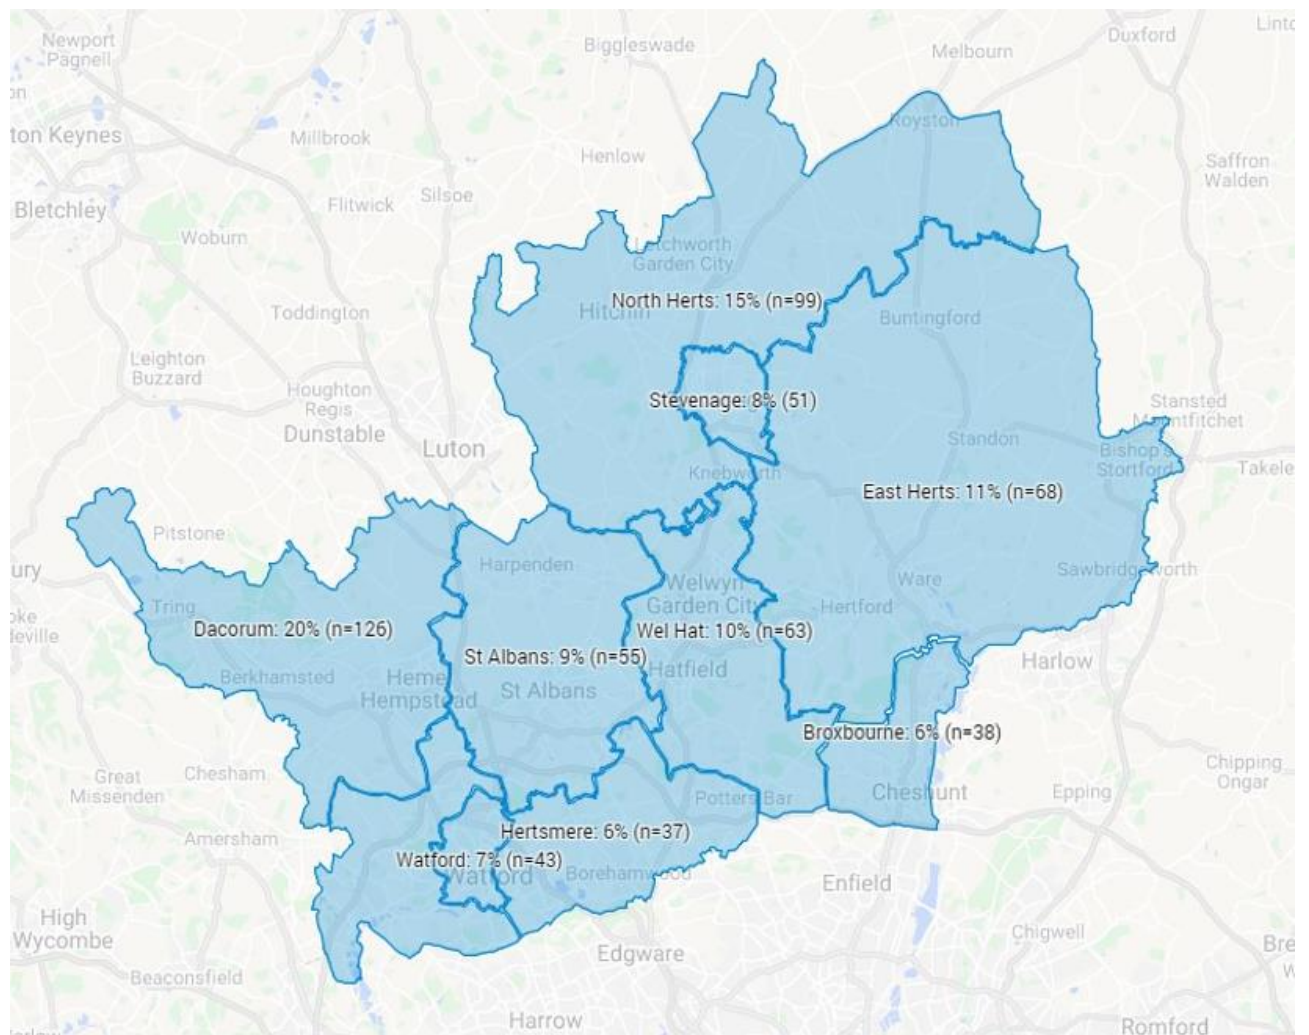 Newport
Pagnell
Biggleswade
Melbourn
Duxford
ton Keynes
Millbrook
Royston
Henlow
Saffron
Walden
Bletchley
Flitwick
Silsoe
Woburn
Letchworth
Garden City
North Herts: 15% (n=99)
Hitchin
Toddington
Buntingford
Leighton
Buzzard
Houghton
Regis
Dunstable
Stevenage: 8% (51)
Stansted
Mountfitchet
Luton
Standon
Bishop's
Stortford
Takele
Knebworth
East Herts: 11% (n=68)
Pitstone
Harpenden
ury
Sawbridgeworth
Welwyn
Garden City
Ware
Tring
Hertford
oke
deville
Dacorum: 20% (n=126)
Wel Hat: 10% (n=63)
St Albans: 9% (n=55)
Hatfield
Harlow
Berkhamsted
Hemel
Hempstead
St Albans
Broxbourne: 6% (n=38)
Great
Missenden
Chesham
Chipping
Ongar
Potters Bar
Cheshunt
Epping
Amersham
Hertsmere: 6% (n=37)
Watford: 7% (n=43)
Watford
Borehamwood
Enfield
High
Wycombe
Chigwell
Edgware
Beaconsfield
Harrow
Romford